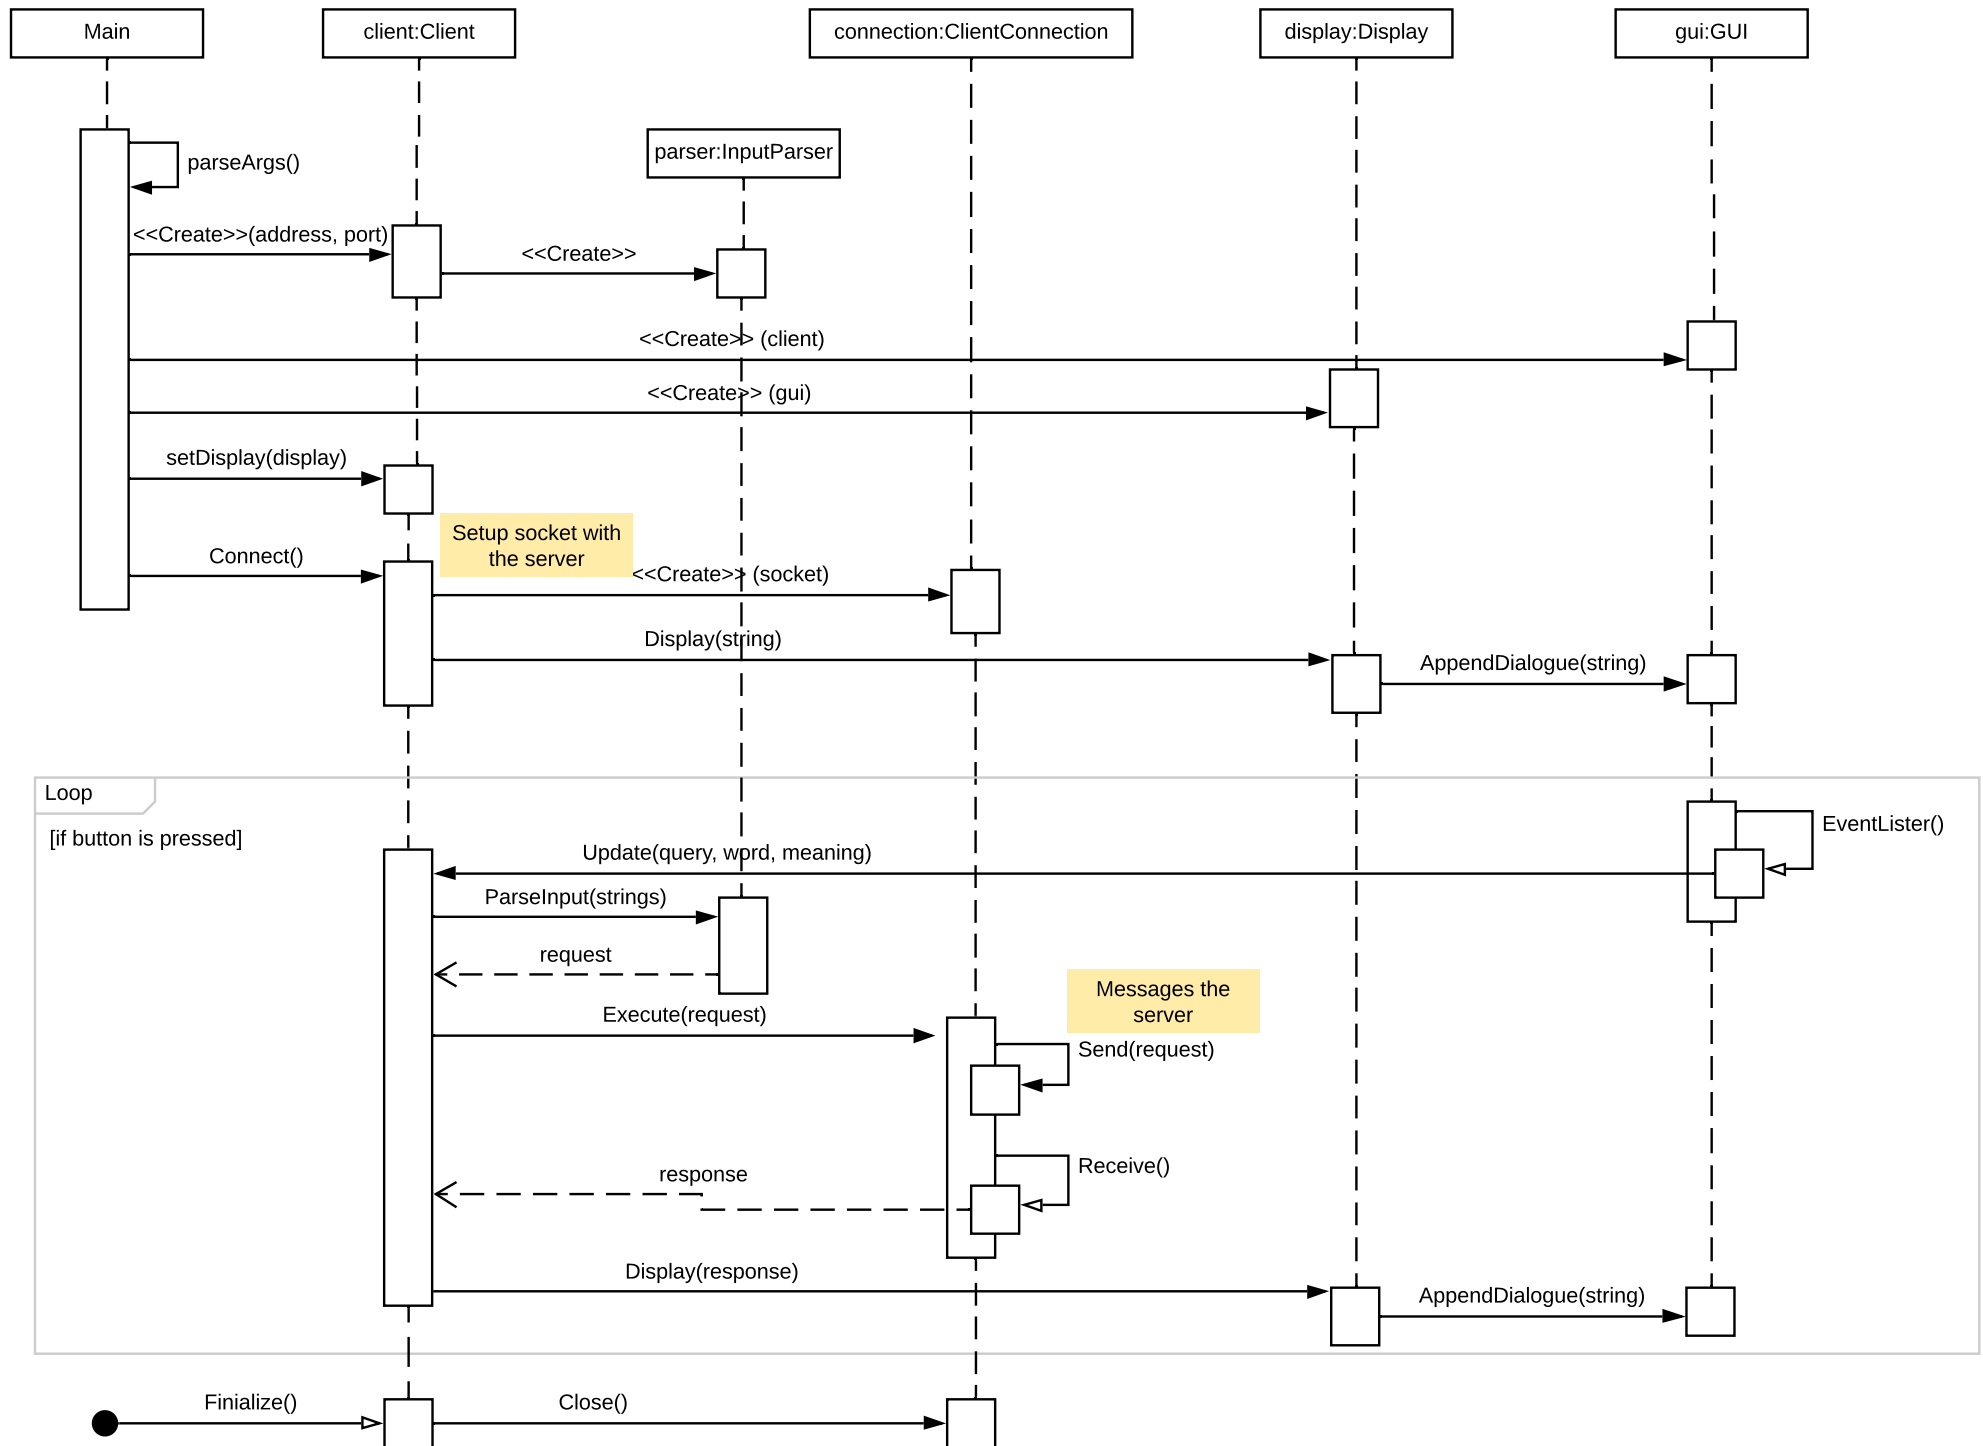 Main
client:Client
connection:ClientConnection
display:Display
gui:GUI
parseArgs()
parser:InputParser
<<Create>>(address, port)
<<Create>>
<<Create>> (client)
<<Create>> (gui)
setDisplay(display)
Setup socket with
the server
Connect()
<<Create>> (socket)
Display(string)
AppendDialogue(string)
Loop
[if button is pressed]
EventLister()
Update(query, word, meaning)
ParseInput(strings)
request
Messages the
server
Execute(request)
Send(request)
Receive()
response
Display(response)
AppendDialogue(string)
Finialize()
Close()